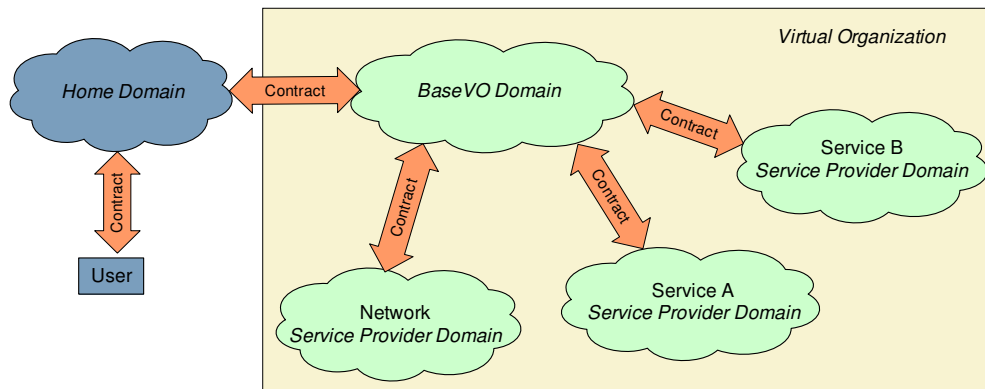 Virtual Organization
Home Domain
Contract
BaseVO Domain
Contract
Service B
Service Provider Domain
Contract
Contract
Contract
User
Network
Service Provider Domain
Service A
Service Provider Domain